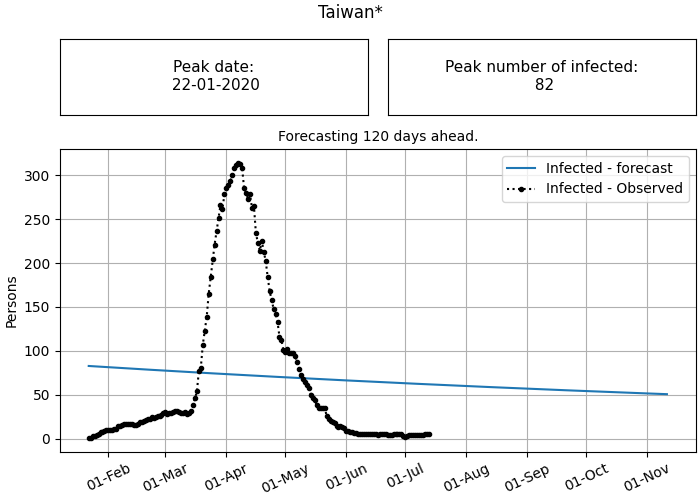 Taiwan*
Peak date:
22-01-2020
Peak number of infected:
82
Forecasting 120 days ahead.
Infected - forecast
Infected - Observed
Persons
300
250
200
150
100
50
0
01-Feb
01-Mar
01-Apr
01-May
01-Jun
01-Jul
01-Aug
01-Sep
01-Oct
01-Nov